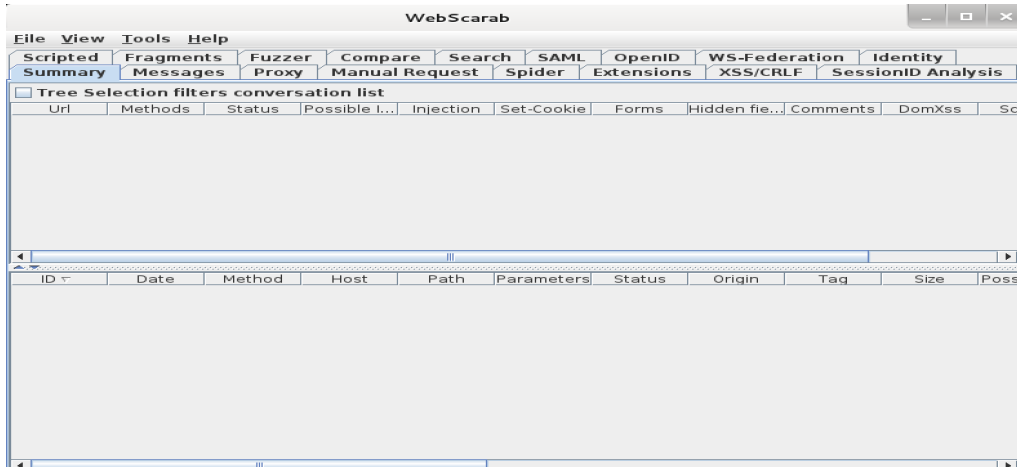 WebScarab
File View Tools Help
Scripted Fragments Fuzzer Compare Search SAML OpenID WS-Federation Identity
Summary Messages Proxy Manual Request Spider Extensions XSS/CRLF SessionID Analysis
Tree Selection filters conversation list
Url Methods Status Possible I... Injection Set-Cookie Forms Hidden fie... Comments DomXss Sc
ID Date Method Host Path Parameters Status Origin Tag Size Poss